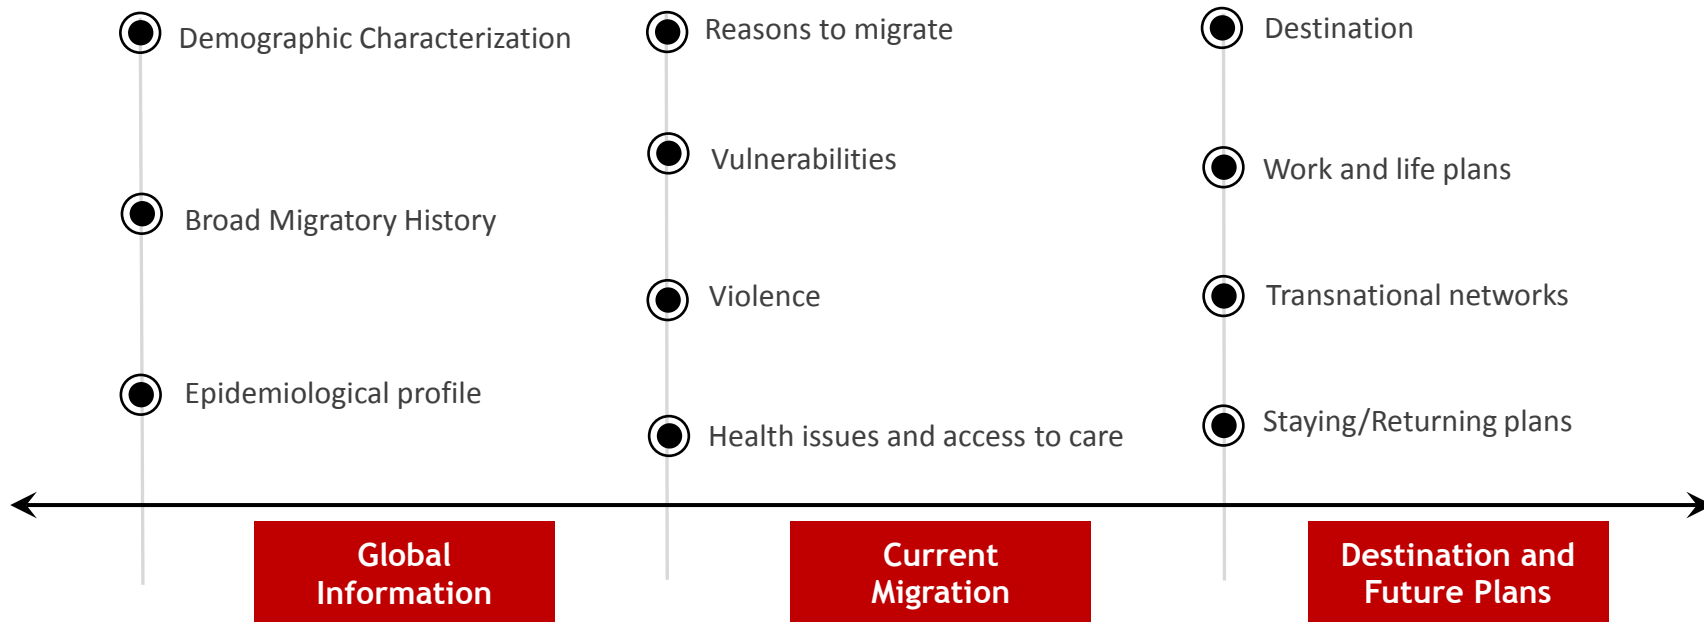 Demographic Characterization
Broad Migratory History
Epidemiological profile
Reasons to migrate
Vulnerabilities
Violence
Health issues and access to care
Destination
Work and life plans
Transnational networks
Staying/Returning plans
Global
Information
Current
Migration
Destination and
Future Plans